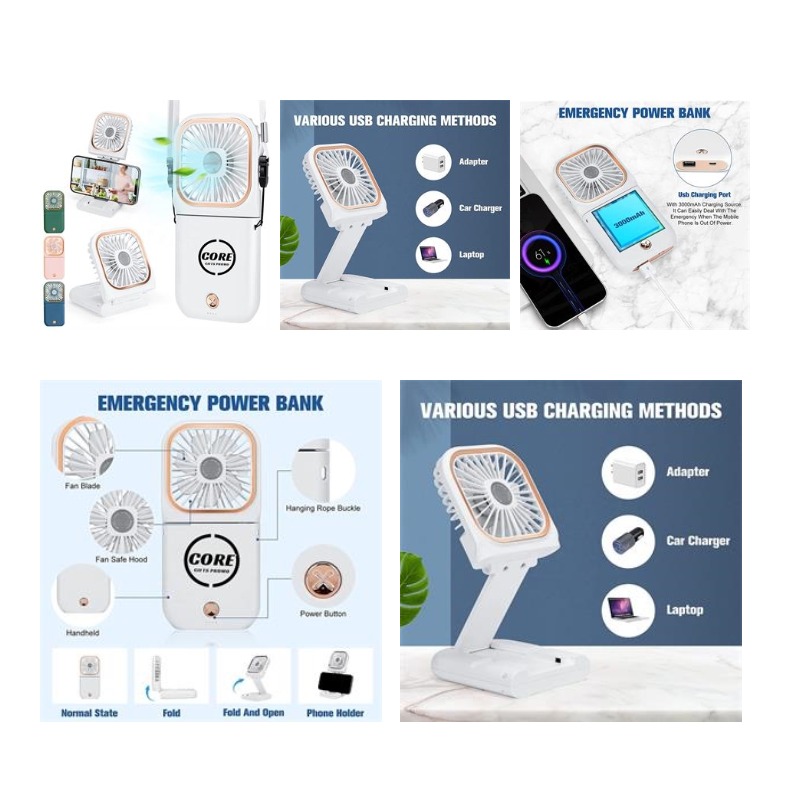 CORE
GIFTS PROMO
VARIOUS USB CHARGING METHODS
Adapter
Car Charger
Laptop
EMERGENCY POWER BANK
3000mAh
61%
Usb Charging Port
With 3000mAh Charging Source.
It Can Easily Deal With The
Emergency When The Mobile
Phone Is Out Of Power.
EMERGENCY POWER BANK
Fan Blade
Hanging Rope Buckle
Fan Safe Hood
CORE
GIFTS PROMO
Handheld
Power Button
Normal State
Fold
Fold And Open
Phone Holder
VARIOUS USB CHARGING METHODS
Adapter
Car Charger
Laptop